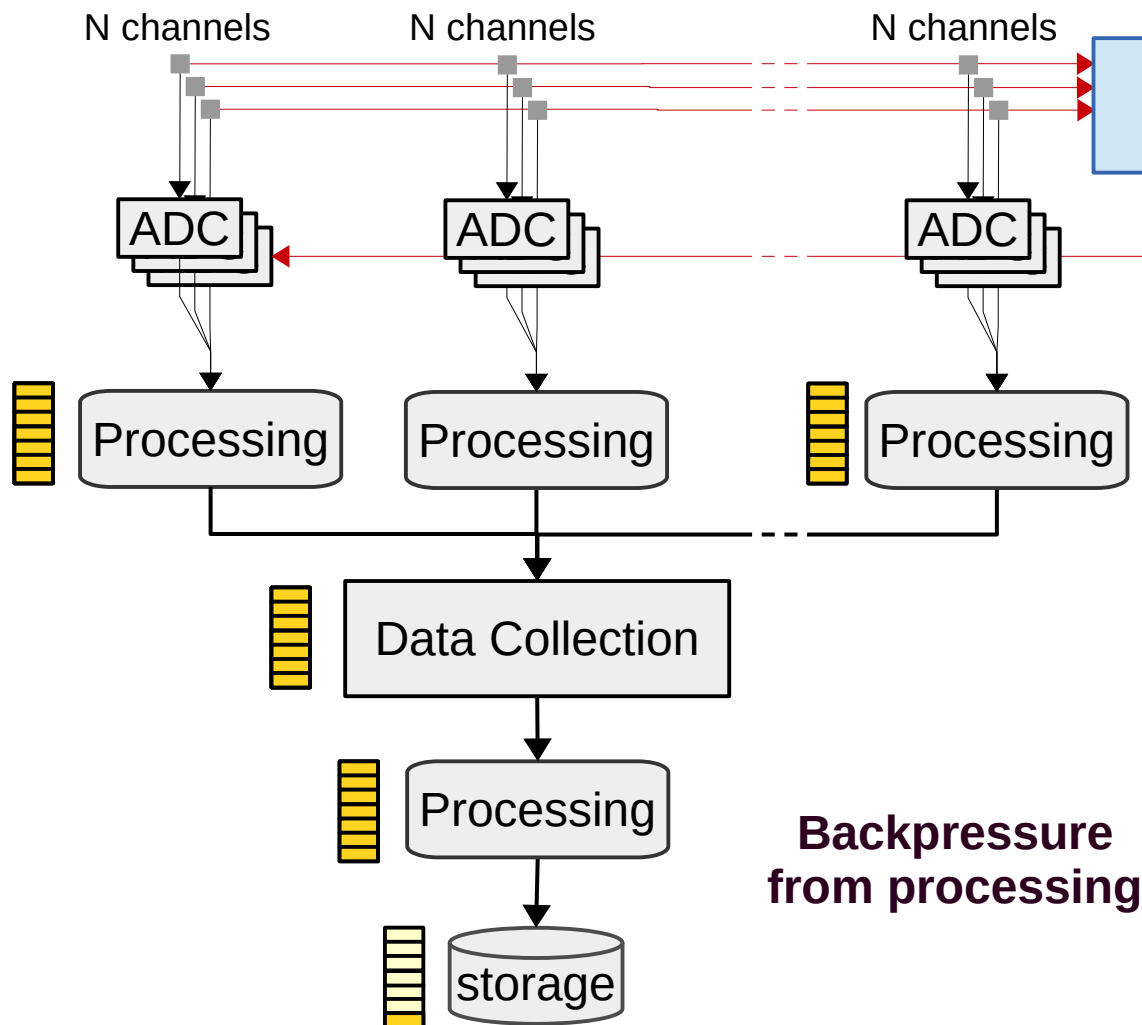 N channels
N channels
N channels
ADC
ADC
ADC
Processing
Processing
Processing
Data Collection
Processing
Backpressure
from processing
storage